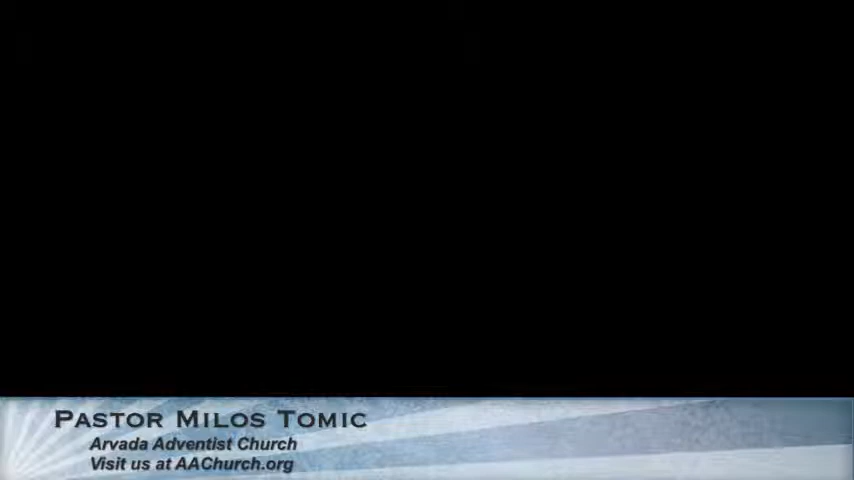 Pastor Milos Tomic
Arvada Adventist Church
Visit us at AAChurch.org